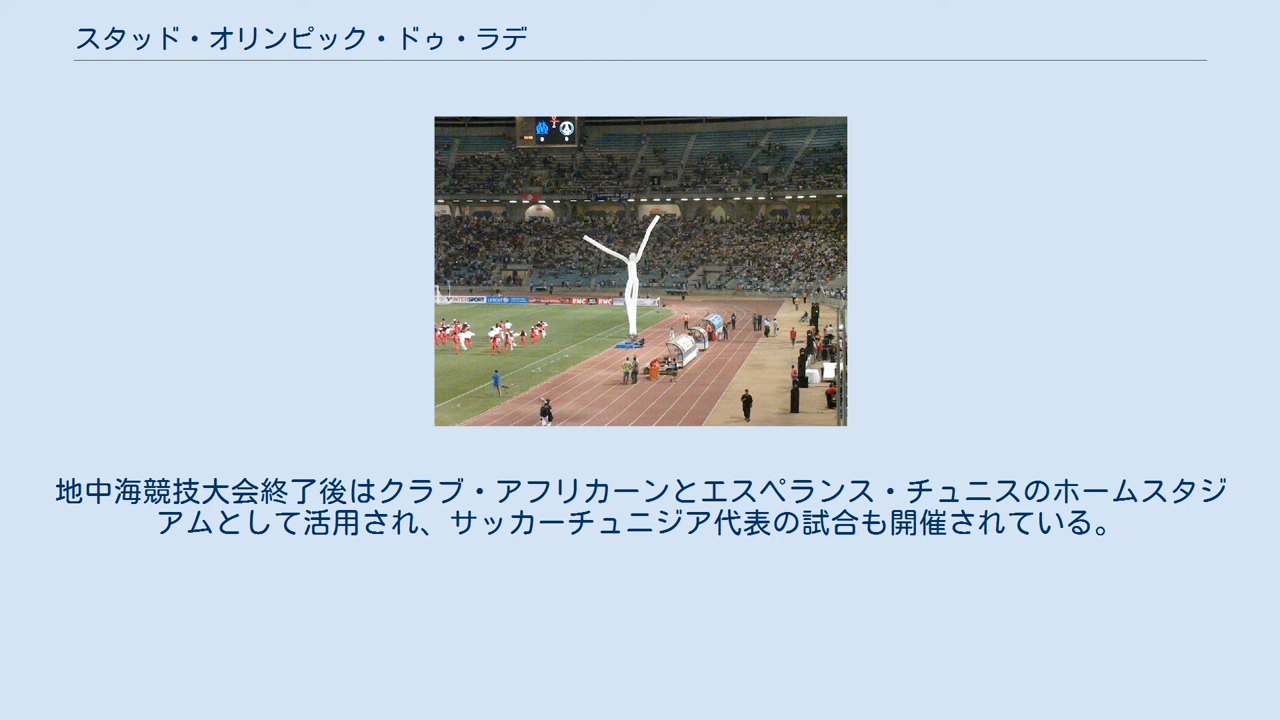 スタッド・オリンピック・ドゥ・ラデ
INTERSPORT
unicef
RMC
RMC
地中海競技大会終了後はクラブ・アフリカーンとエスペランス・チュニスのホームスタジ
アムとして活用され、サッカーチュニジア代表の試合も開催されている。